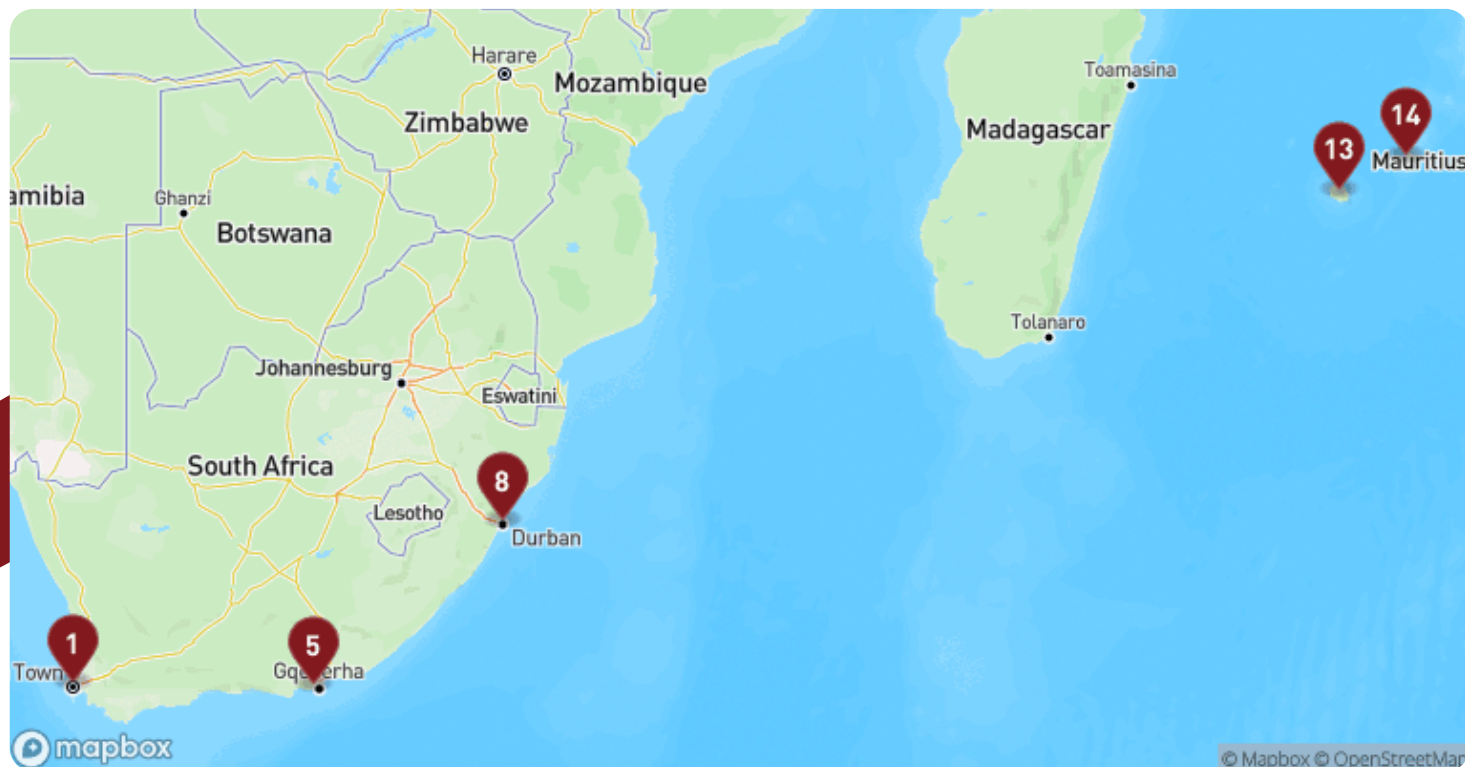 Harare
Mozambique
Toamasina
Zimbabwe
Madagascar
14
13
Mauritius
amibia
Ghanzi
Botswana
Tolanaro
Johannesburg
Eswatini
South Africa
8
Lesotho
Durban
1
5
Town
mapbox
© Mapbox © OpenStreetMap